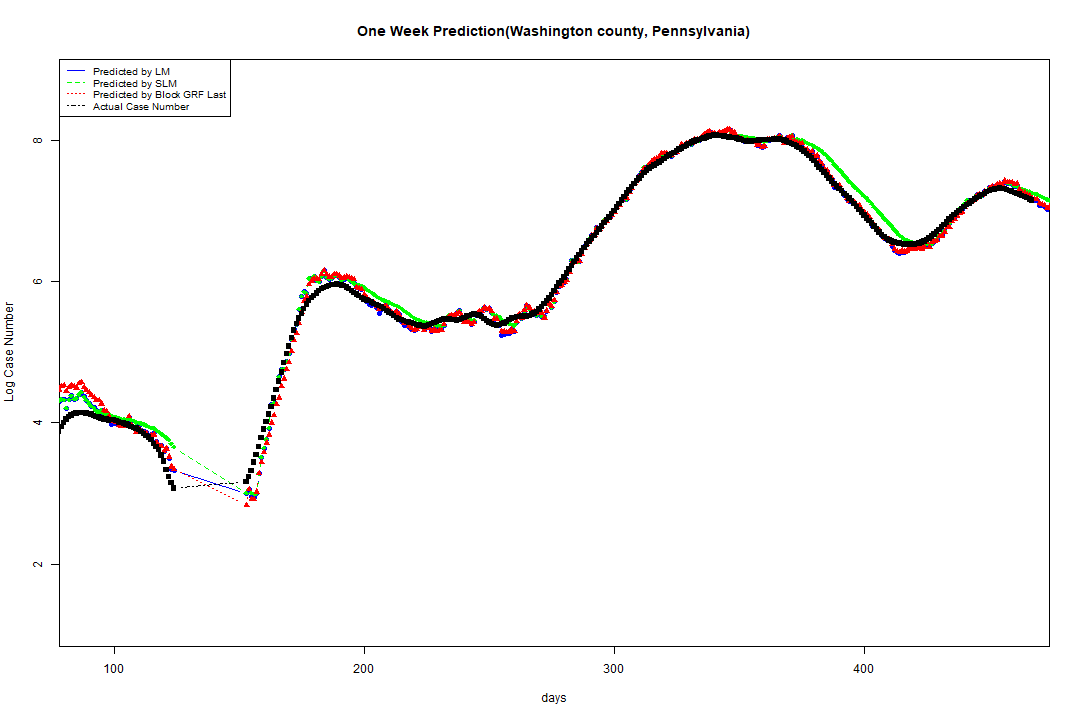 One Week Prediction(Washington county, Pennsylvania)
Predicted by LM
Predicted by SLM
Predicted by Block GRF Last
Actual Case Number
Log Case Number
8
6
4
2
100 200 300 400
days